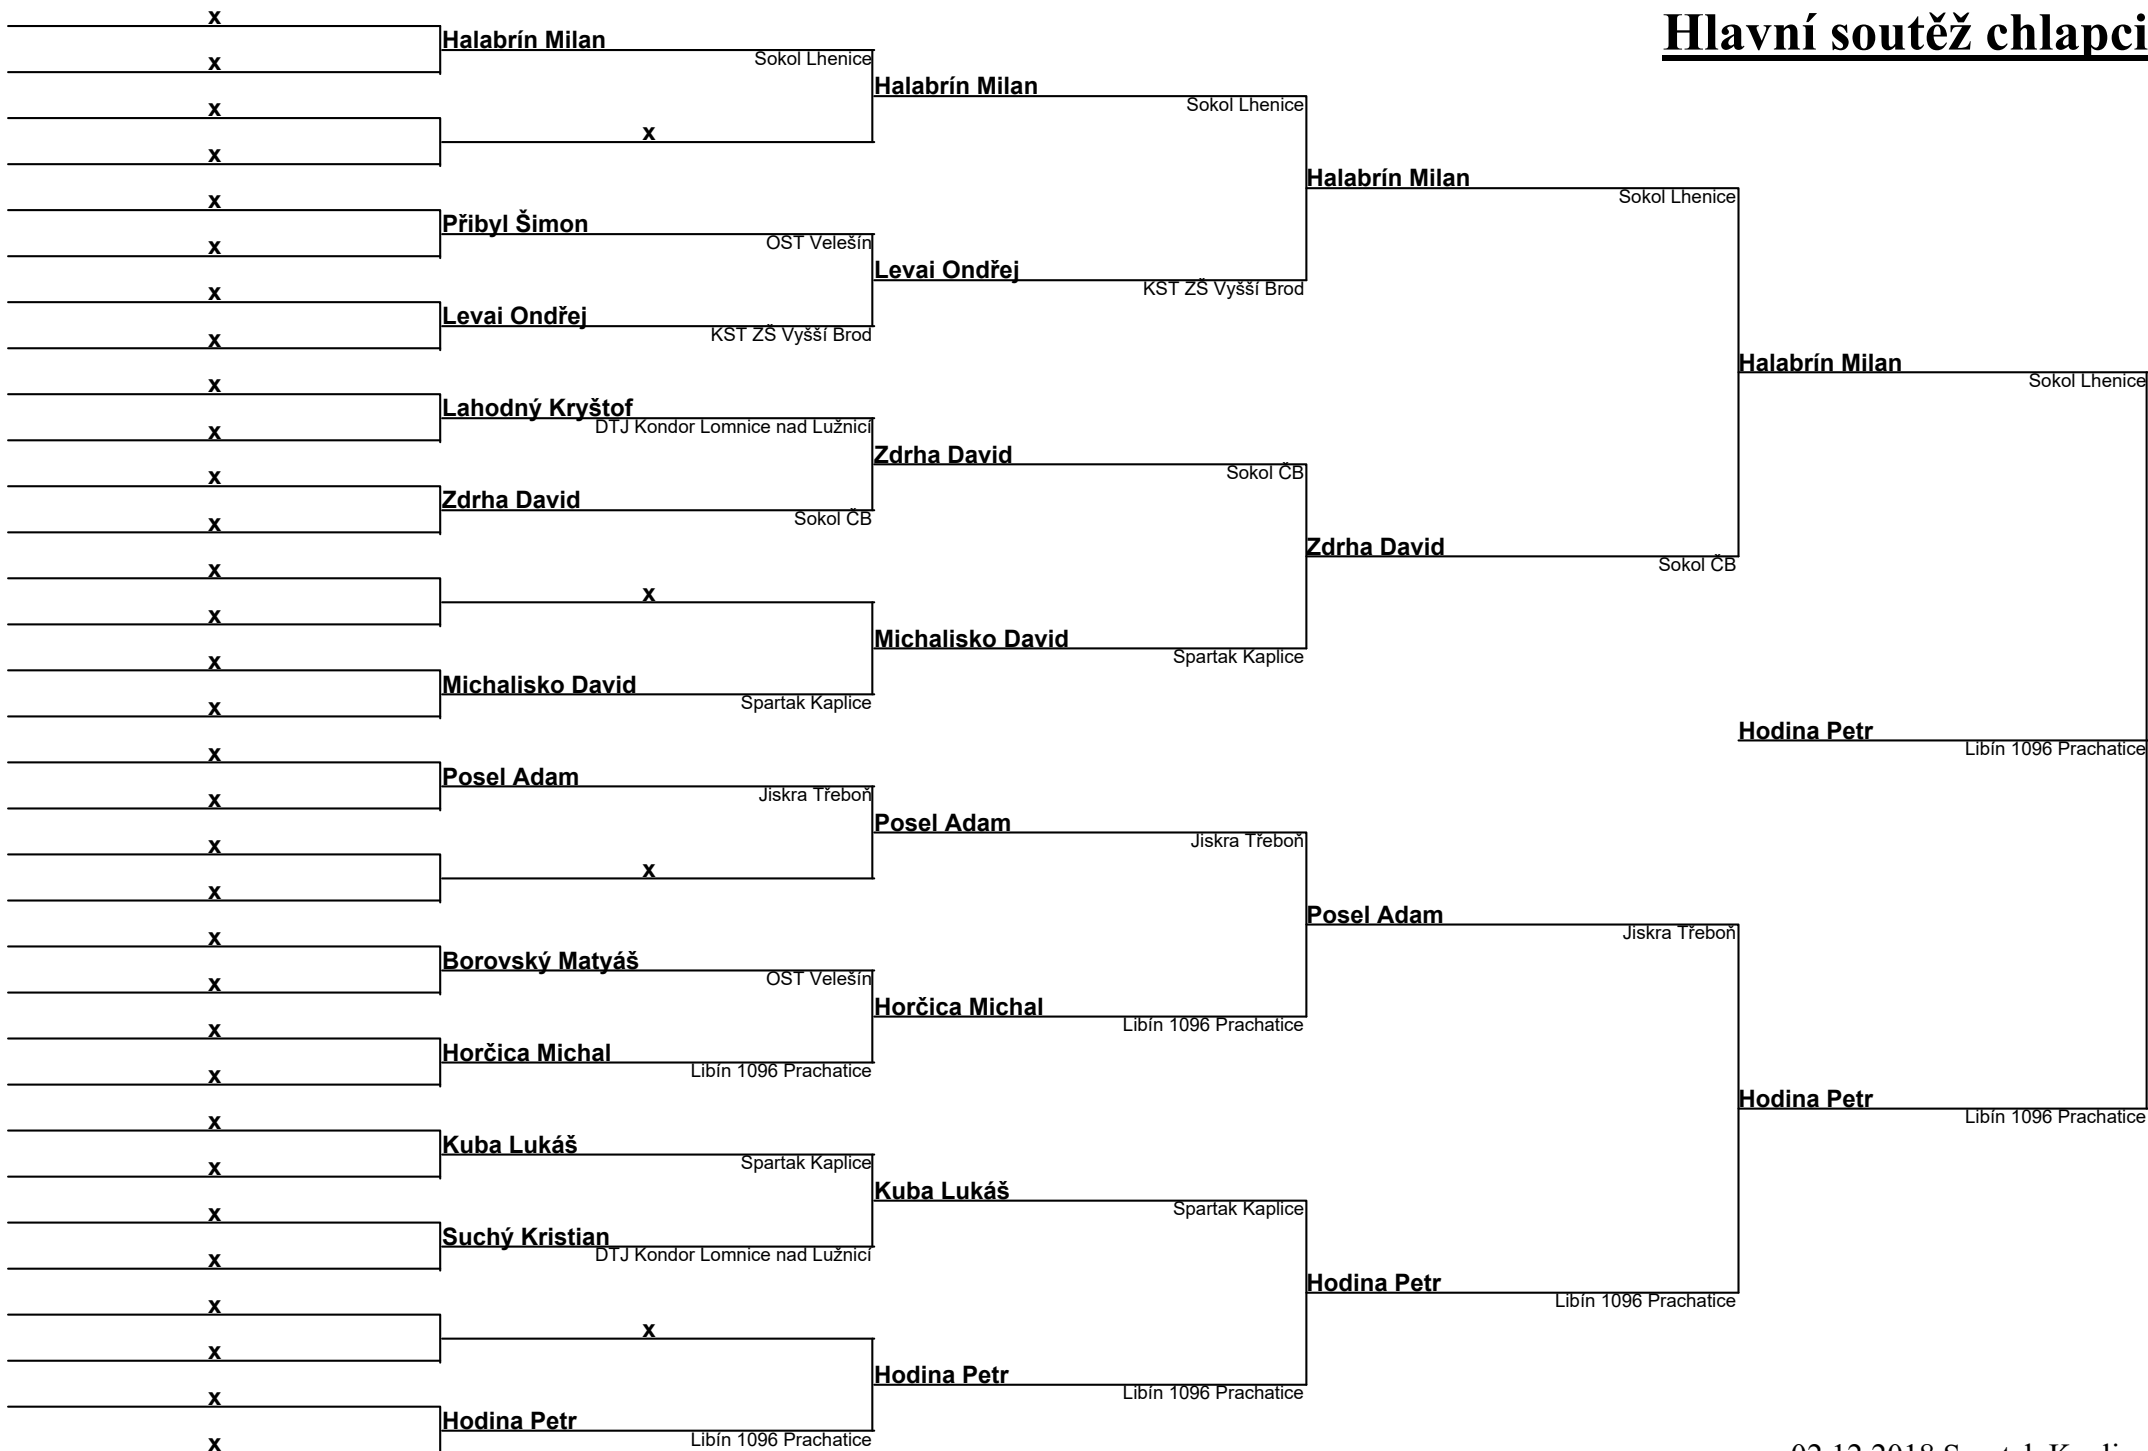 Hlavní soutěž chlapci
x
Halabrín Milan
Sokol Lhenice
x
Halabrín Milan
Sokol Lhenice
x
x
x
Halabrín Milan
Sokol Lhenice
x
Přibyl Šimon
OST Velešín
x
Levai Ondřej
KST ZŠ Vyšší Brod
x
Levai Ondřej
KST ZŠ Vyšší Brod
x
Halabrín Milan
Sokol Lhenice
x
Lahodný Kryštof
DTJ Kondor Lomnice nad Lužnicí
x
Zdrha David
Sokol ČB
x
Zdrha David
Sokol ČB
x
Zdrha David
Sokol ČB
x
x
x
Michalisko David
Spartak Kaplice
x
Michalisko David
Spartak Kaplice
x
Hodina Petr
Libín 1096 Prachatice
x
Posel Adam
Jiskra Třeboň
x
Posel Adam
Jiskra Třeboň
x
x
x
Posel Adam
Jiskra Třeboň
x
Borovský Matyáš
OST Velešín
x
Horčica Michal
Libín 1096 Prachatice
x
Horčica Michal
Libín 1096 Prachatice
x
Hodina Petr
Libín 1096 Prachatice
x
Kuba Lukáš
Spartak Kaplice
x
Kuba Lukáš
Spartak Kaplice
x
Suchý Kristian
DTJ Kondor Lomnice nad Lužnicí
x
Hodina Petr
Libín 1096 Prachatice
x
x
x
Hodina Petr
Libín 1096 Prachatice
x
Hodina Petr
Libín 1096 Prachatice
x
02.12.2018 Spartak